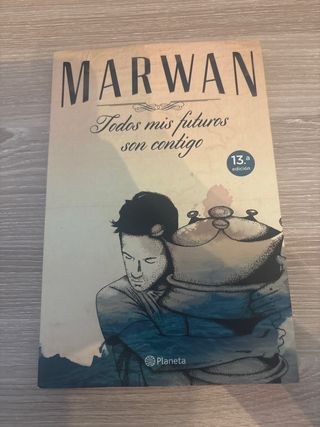 MARWAN
Todos mis futuros
son contigo
13.ª
edición
Planeta